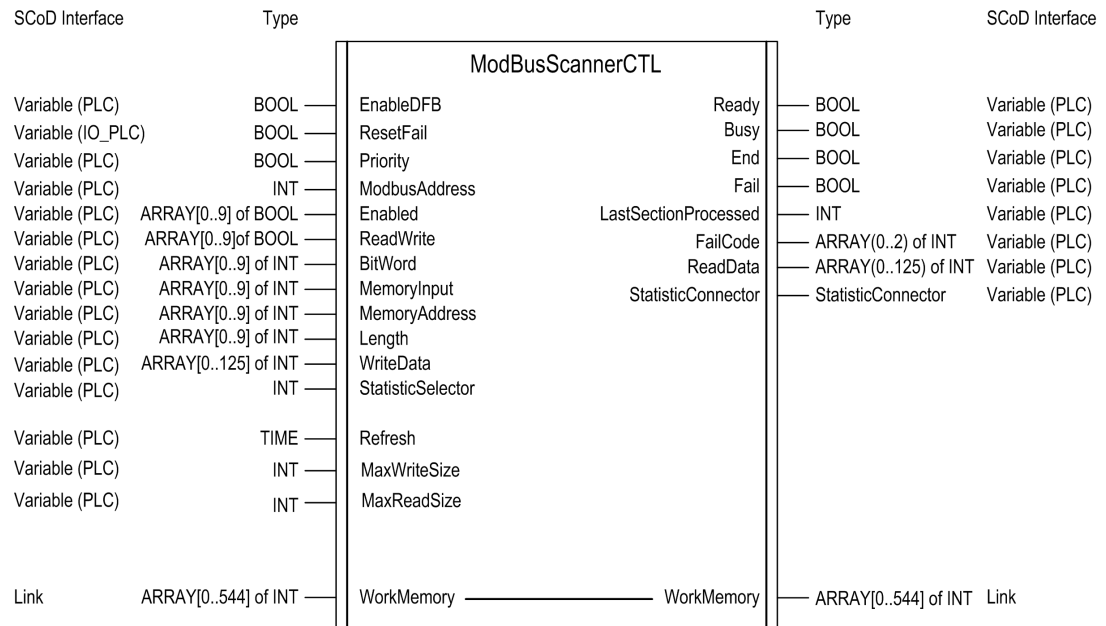 SCoD Interface Type Type SCoD Interface
ModBusScannerCTL
Variable (PLC) BOOL EnableDFB Ready BOOL Variable (PLC)
Variable (IO_PLC) BOOL ResetFail Busy BOOL Variable (PLC)
Variable (PLC) BOOL Priority End BOOL Variable (PLC)
Variable (PLC) INT ModbusAddress Fail BOOL Variable (PLC)
Variable (PLC) ARRAY[0..9] of BOOL Enabled LastSectionProcessed INT Variable (PLC)
Variable (PLC) ARRAY[0..9]of BOOL ReadWrite FailCode ARRAY(0..2) of INT Variable (PLC)
Variable (PLC) ARRAY[0..9] of INT BitWord ReadData ARRAY(0..125) of INT Variable (PLC)
Variable (PLC) ARRAY[0..9] of INT MemoryInput StatisticConnector StatisticConnector Variable (PLC)
Variable (PLC) ARRAY[0..9] of INT MemoryAddress
Variable (PLC) ARRAY[0..9] of INT Length
Variable (PLC) ARRAY[0..125] of INT WriteData
Variable (PLC) INT StatisticSelector
Variable (PLC) TIME Refresh
Variable (PLC) INT MaxWriteSize
Variable (PLC) INT MaxReadSize
Link ARRAY[0..544] of INT WorkMemory WorkMemory ARRAY[0..544] of INT Link